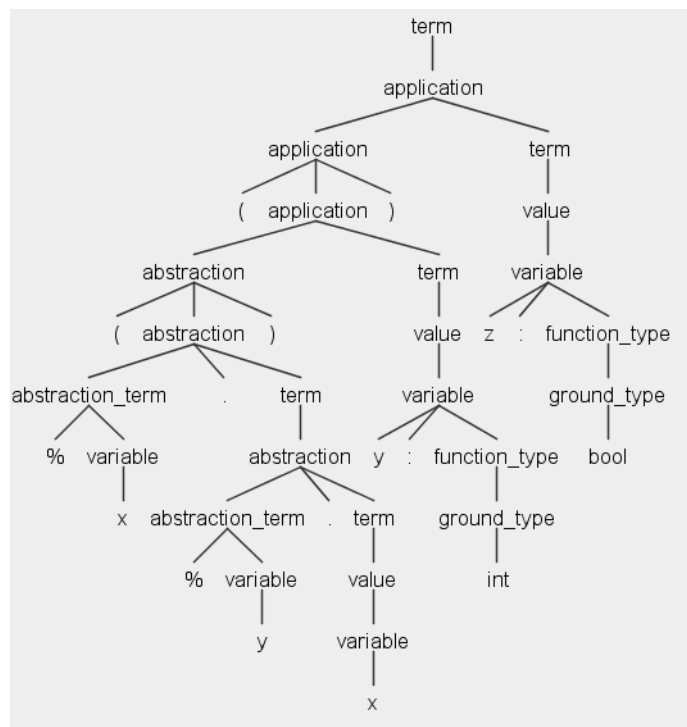 term
application
application term
( application ) value
abstraction term variable
( abstraction ) value z : function_type
abstraction_term . term variable ground_type
% variable abstraction y : function_type bool
x abstraction_term . term ground_type
% variable value int
y variable
x